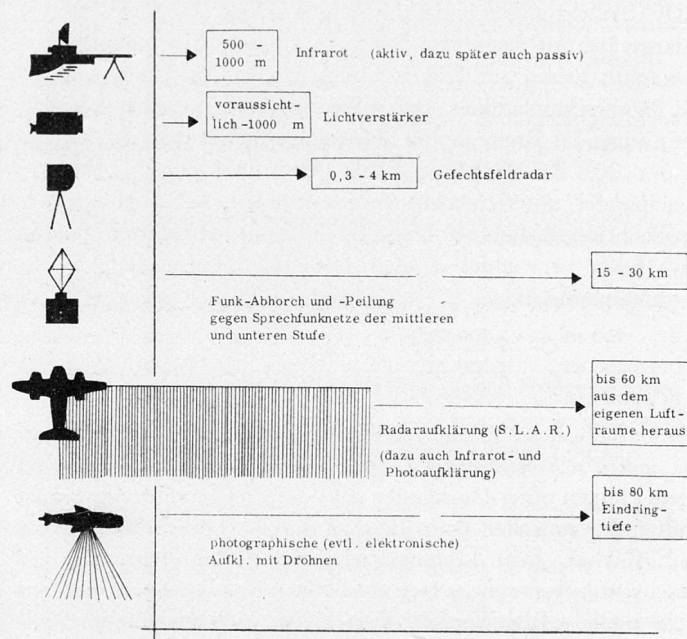 500 -
1000 m
Infrarot (aktiv, dazu später auch passiv)
voraussicht-
lich -1000 m
Lichtverstärker
0,3 - 4 km
Gefechtsfeldradar
15 - 30 km
Funk-Abhorch und -Peilung
gegen Sprechfunknetze der mittleren
und unteren Stufe
bis 60 km
aus dem
eigenen Luft-
raume heraus
Radaraufklärung (S.L.A.R.)
(dazu auch Infrarot- und
Photoaufklärung)
bis 80 km
Eindring-
tiefe
photographische (evtl. elektronische)
Aufkl. mit Drohnen